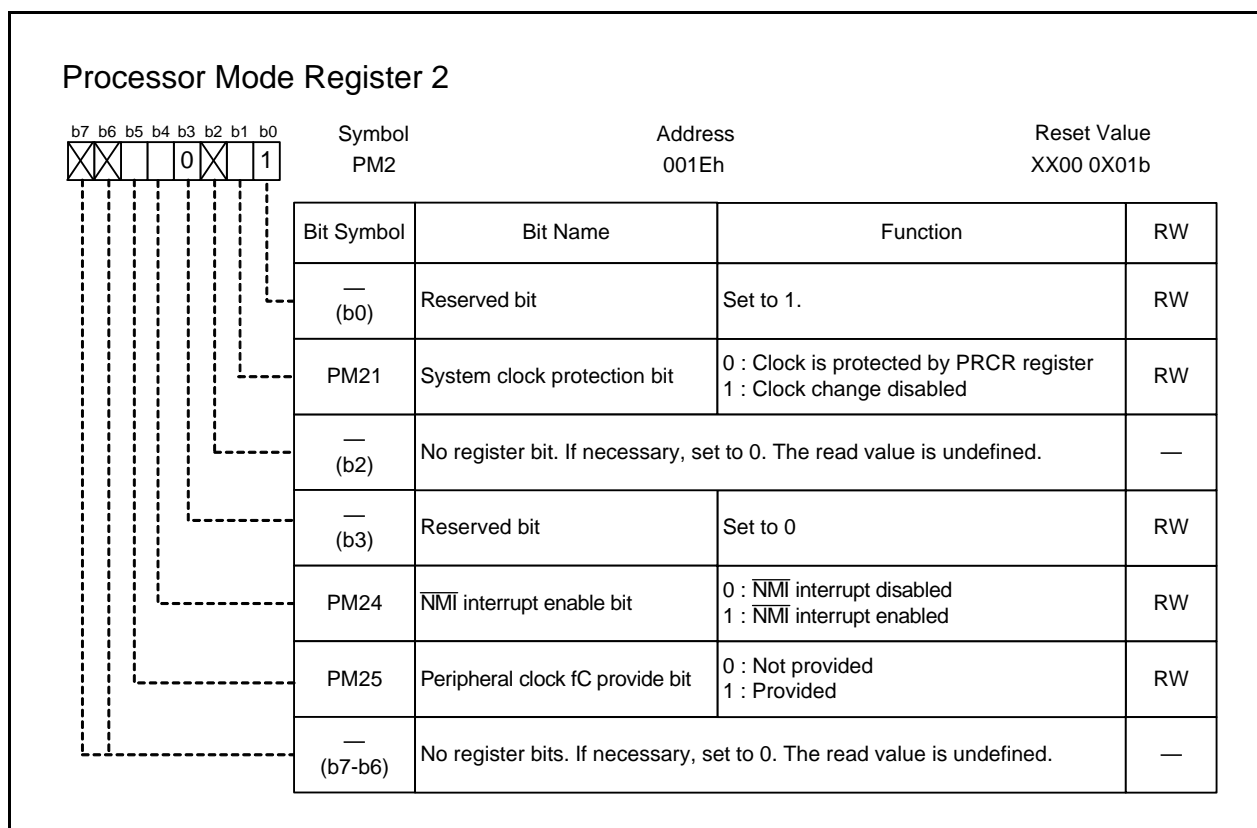 Processor Mode Register 2
b7 b6 b5 b4 b3 b2 b1 b0
0 1
Symbol Address Reset Value
PM2 001Eh XX00 0X01b
Bit Symbol Bit Name Function RW
—
(b0) Reserved bit Set to 1. RW
PM21 System clock protection bit 0 : Clock is protected by PRCR register
1 : Clock change disabled RW
—
(b2) No register bit. If necessary, set to 0. The read value is undefined. —
—
(b3) Reserved bit Set to 0 RW
PM24 N̅M̅I̅ interrupt enable bit 0 : N̅M̅I̅ interrupt disabled
1 : N̅M̅I̅ interrupt enabled RW
PM25 Peripheral clock fC provide bit 0 : Not provided
1 : Provided RW
—
(b7-b6) No register bits. If necessary, set to 0. The read value is undefined. —